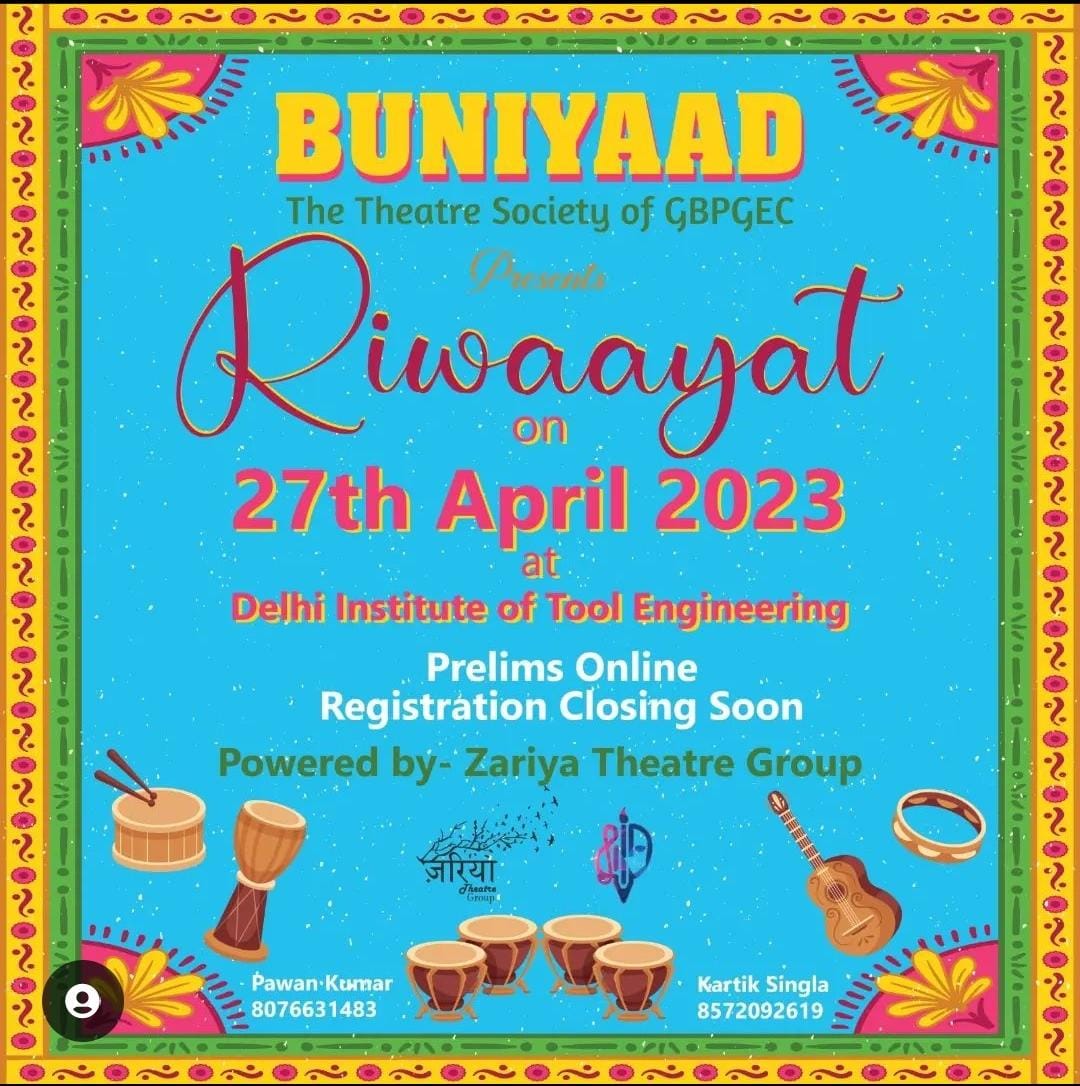 BUNIYAAD
The Theatre Society of GBPGEC
Presents
Riwaayat
on
27th April 2023
at
Delhi Institute of Tool Engineering
Prelims Online
Registration Closing Soon
Powered by- Zariya Theatre Group
ज़रिया
Theatre
Group
Pawan Kumar
8076631483
Kartik Singla
8572092619